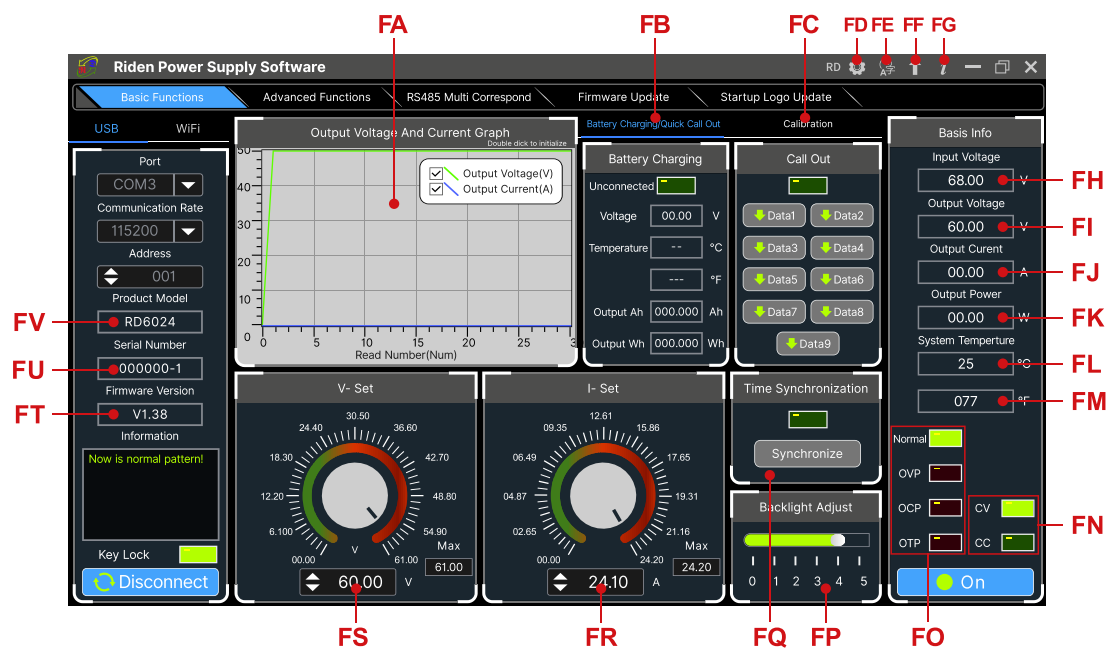 FA
FB
FC
FD
FE
FF
FG
Riden Power Supply Software
RD
Basic Functions
Advanced Functions
RS485 Multi Correspond
Firmware Update
Startup Logo Update
USB
WiFi
Port
COM3
Communication Rate
115200
Address
001
Product Model
FV
RD6024
Serial Number
FU
000000-1
Firmware Version
FT
V1.38
Information
Now is normal pattern!
Key Lock
Disconnect
Output Voltage And Current Graph
Double dick to initialize
Output Voltage(V)
Output Current(A)
50
40
30
20
10
0
0 5 10 15 20 25 3
Read Number(Num)
Battery Charging/Quick Call Out
Calibration
Battery Charging
Unconnected
Voltage 00.00 V
Temperature -- °C
--- °F
Output Ah 000.000 Ah
Output Wh 000.000 Wh
Call Out
Data1 Data2
Data3 Data4
Data5 Data6
Data7 Data8
Data9
V- Set
30.50
24.40 36.60
18.30 42.70
12.20 48.80
6.100 54.90
00.00 V 61.00
Max
61.00
60.00 V
FS
I- Set
12.61
09.35 15.86
06.49 17.65
04.87 19.31
02.65 21.16
00.00 A 24.20
Max
24.20
24.10 A
FR
Time Synchronization
Synchronize
FQ
Backlight Adjust
0 1 2 3 4 5
FP
Basis Info
Input Voltage
68.00 V
FH
Output Voltage
60.00 V
FI
Output Curent
00.00 A
FJ
Output Power
00.00 W
FK
System Temperture
25 °C
FL
077 °F
FM
Normal
OVP
OCP
OTP
CV
CC
FN
On
FO